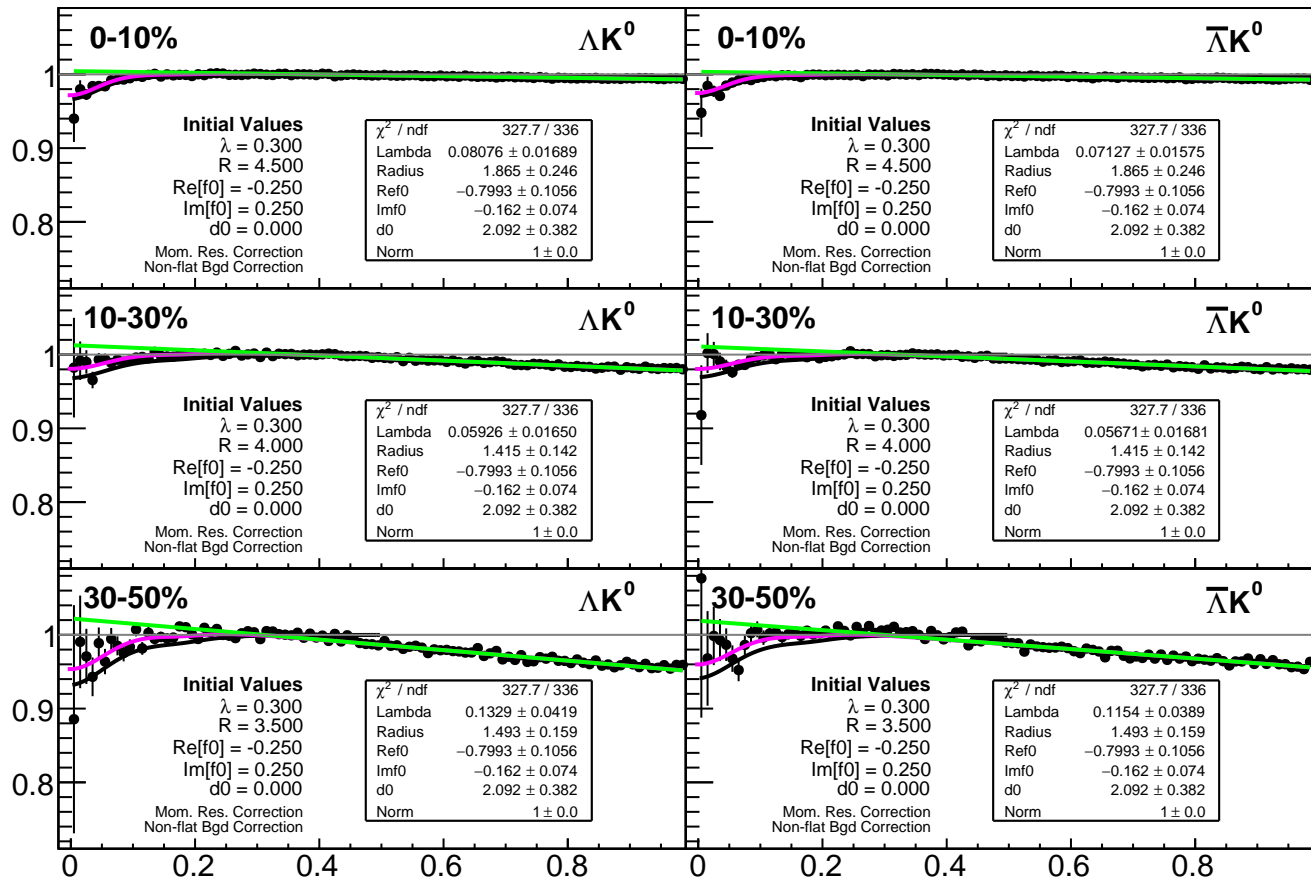 0-10%
ΛK⁰
1
0.9
0.8
Initial Values
λ = 0.300
R = 4.500
Re[f0] = -0.250
Im[f0] = 0.250
d0 = 0.000
Mom. Res. Correction
Non-flat Bgd Correction
χ² / ndf 327.7 / 336
Lambda 0.08076 ± 0.01689
Radius 1.865 ± 0.246
Ref0 −0.7993 ± 0.1056
Imf0 −0.162 ± 0.074
d0 2.092 ± 0.382
Norm 1 ± 0.0
0-10%
Λ̅K⁰
Initial Values
λ = 0.300
R = 4.500
Re[f0] = -0.250
Im[f0] = 0.250
d0 = 0.000
Mom. Res. Correction
Non-flat Bgd Correction
χ² / ndf 327.7 / 336
Lambda 0.07127 ± 0.01575
Radius 1.865 ± 0.246
Ref0 −0.7993 ± 0.1056
Imf0 −0.162 ± 0.074
d0 2.092 ± 0.382
Norm 1 ± 0.0
10-30%
ΛK⁰
1
0.9
0.8
Initial Values
λ = 0.300
R = 4.000
Re[f0] = -0.250
Im[f0] = 0.250
d0 = 0.000
Mom. Res. Correction
Non-flat Bgd Correction
χ² / ndf 327.7 / 336
Lambda 0.05926 ± 0.01650
Radius 1.415 ± 0.142
Ref0 −0.7993 ± 0.1056
Imf0 −0.162 ± 0.074
d0 2.092 ± 0.382
Norm 1 ± 0.0
10-30%
Λ̅K⁰
Initial Values
λ = 0.300
R = 4.000
Re[f0] = -0.250
Im[f0] = 0.250
d0 = 0.000
Mom. Res. Correction
Non-flat Bgd Correction
χ² / ndf 327.7 / 336
Lambda 0.05671 ± 0.01681
Radius 1.415 ± 0.142
Ref0 −0.7993 ± 0.1056
Imf0 −0.162 ± 0.074
d0 2.092 ± 0.382
Norm 1 ± 0.0
30-50%
ΛK⁰
1
0.9
0.8
Initial Values
λ = 0.300
R = 3.500
Re[f0] = -0.250
Im[f0] = 0.250
d0 = 0.000
Mom. Res. Correction
Non-flat Bgd Correction
χ² / ndf 327.7 / 336
Lambda 0.1329 ± 0.0419
Radius 1.493 ± 0.159
Ref0 −0.7993 ± 0.1056
Imf0 −0.162 ± 0.074
d0 2.092 ± 0.382
Norm 1 ± 0.0
30-50%
Λ̅K⁰
Initial Values
λ = 0.300
R = 3.500
Re[f0] = -0.250
Im[f0] = 0.250
d0 = 0.000
Mom. Res. Correction
Non-flat Bgd Correction
χ² / ndf 327.7 / 336
Lambda 0.1154 ± 0.0389
Radius 1.493 ± 0.159
Ref0 −0.7993 ± 0.1056
Imf0 −0.162 ± 0.074
d0 2.092 ± 0.382
Norm 1 ± 0.0
0 0.2 0.4 0.6 0.8 0 0.2 0.4 0.6 0.8